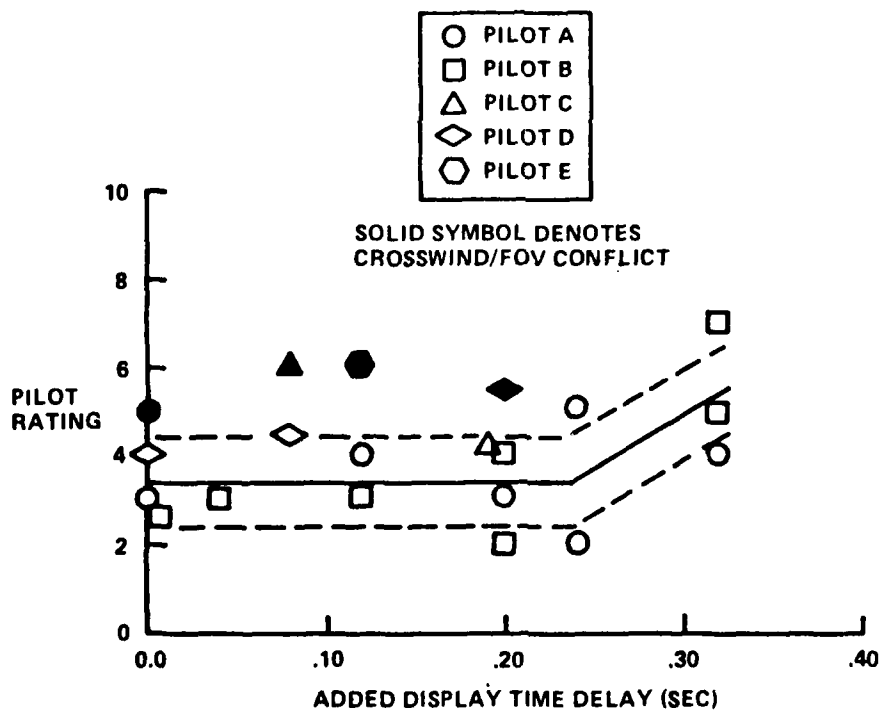 PILOT A
PILOT B
PILOT C
PILOT D
PILOT E
SOLID SYMBOL DENOTES
CROSSWIND/FOV CONFLICT
10
8
6
4
2
0
PILOT
RATING
0.0
.10
.20
.30
.40
ADDED DISPLAY TIME DELAY (SEC)